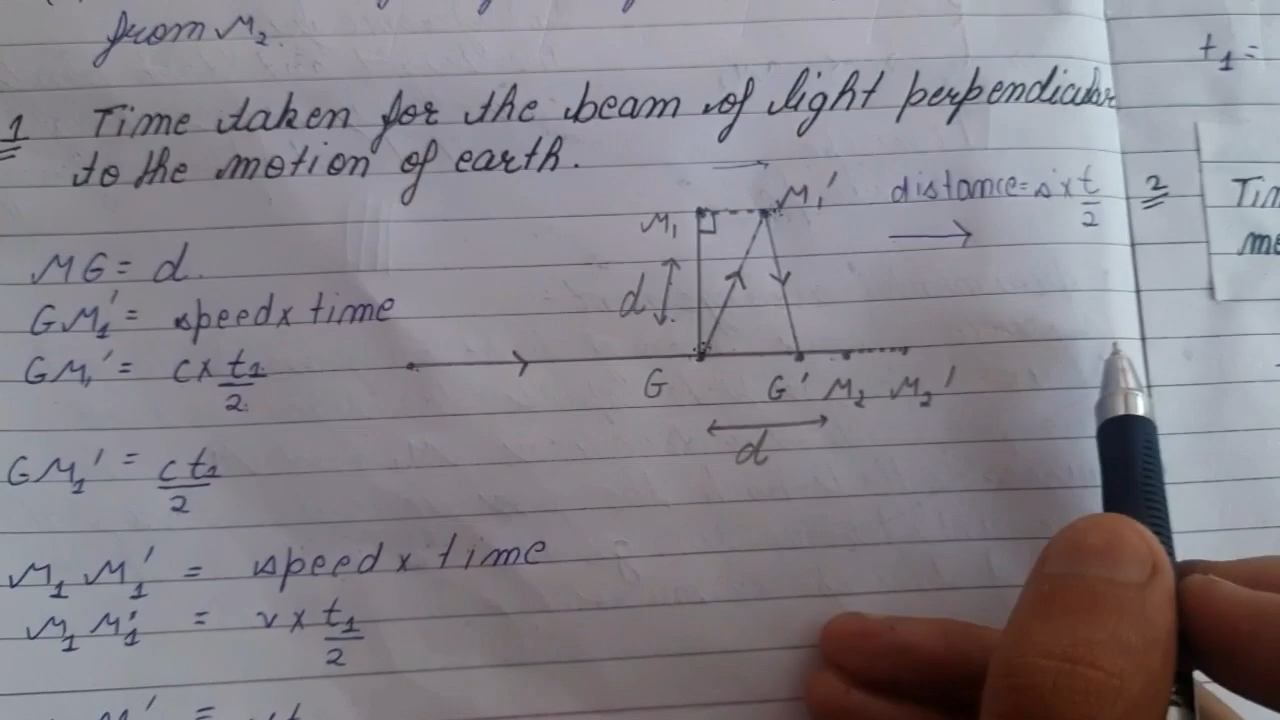 from M₂.
t₁ =
1 Time taken for the beam of light perpendicular
to the motion of earth.
MG = d.
GM₁' = speed x time
GM₁' = c x t₁/2
GM₁' = ct₁/2
M₁M₁' = speed x time
M₁M₁' = v x t₁/2
M₁ M₁'
distance = s x t/2
d
G G' M₂ M₂'
d
2